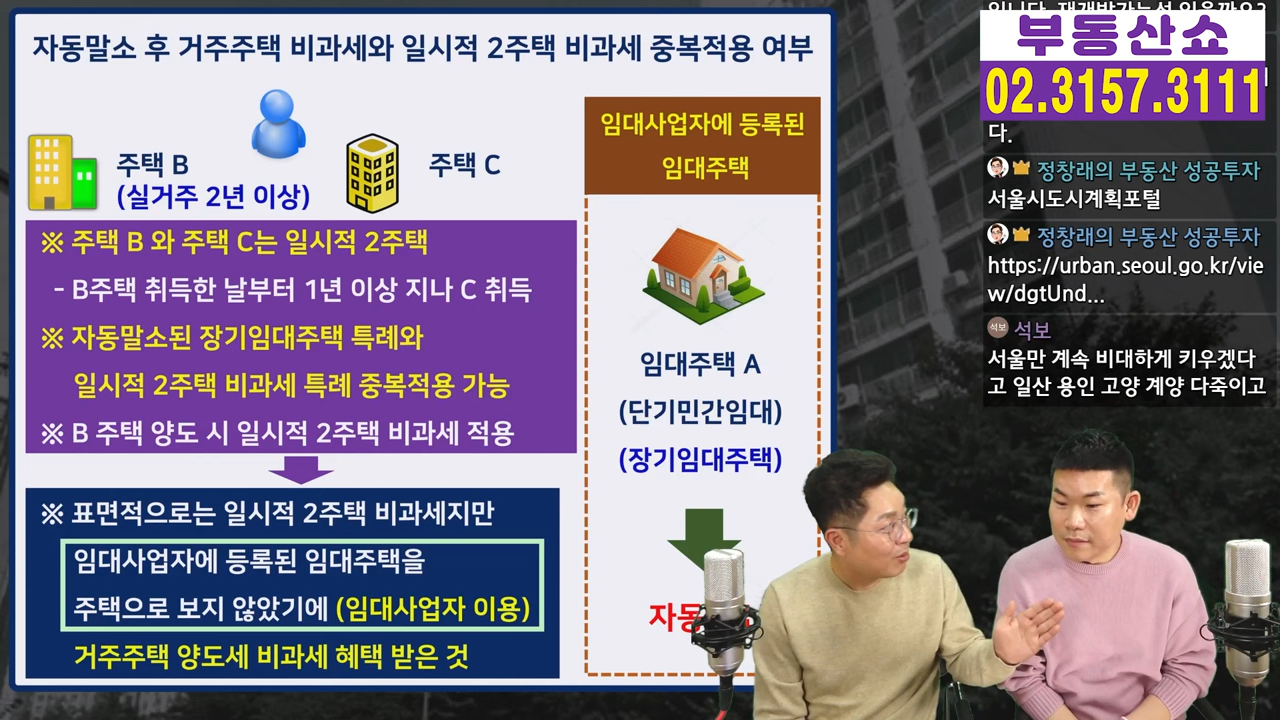 자동말소 후 거주주택 비과세와 일시적 2주택 비과세 중복적용 여부
주택 B
(실거주 2년 이상)
주택 C
※ 주택 B 와 주택 C는 일시적 2주택
- B주택 취득한 날부터 1년 이상 지나 C 취득
※ 자동말소된 장기임대주택 특례와
일시적 2주택 비과세 특례 중복적용 가능
※ B 주택 양도 시 일시적 2주택 비과세 적용
※ 표면적으로는 일시적 2주택 비과세지만
임대사업자에 등록된 임대주택을
주택으로 보지 않았기에 (임대사업자 이용)
거주주택 양도세 비과세 혜택 받은 것
임대사업자에 등록된
임대주택
임대주택 A
(단기민간임대)
(장기임대주택)
자동
부동산쇼
02.3157.3111
다.
정창래의 부동산 성공투자
서울시도시계획포털
정창래의 부동산 성공투자
https://urban.seoul.go.kr/vie
w/dgtUnd...
석보 석보
서울만 계속 비대하게 키우겠다
고 일산 용인 고양 계양 다죽이고